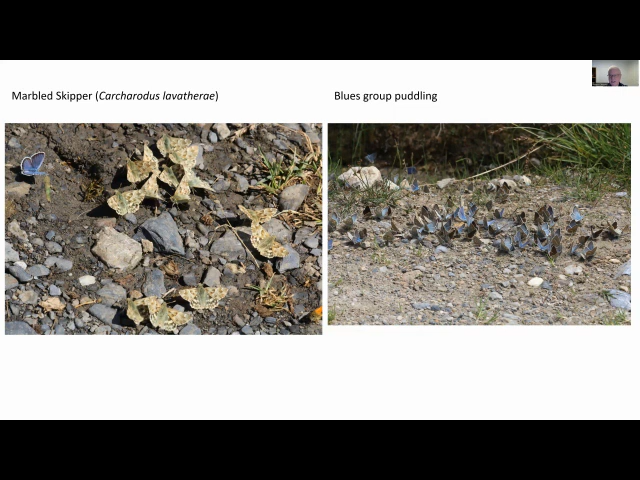 Marbled Skipper (Carcharodus lavatherae)
Blues group puddling